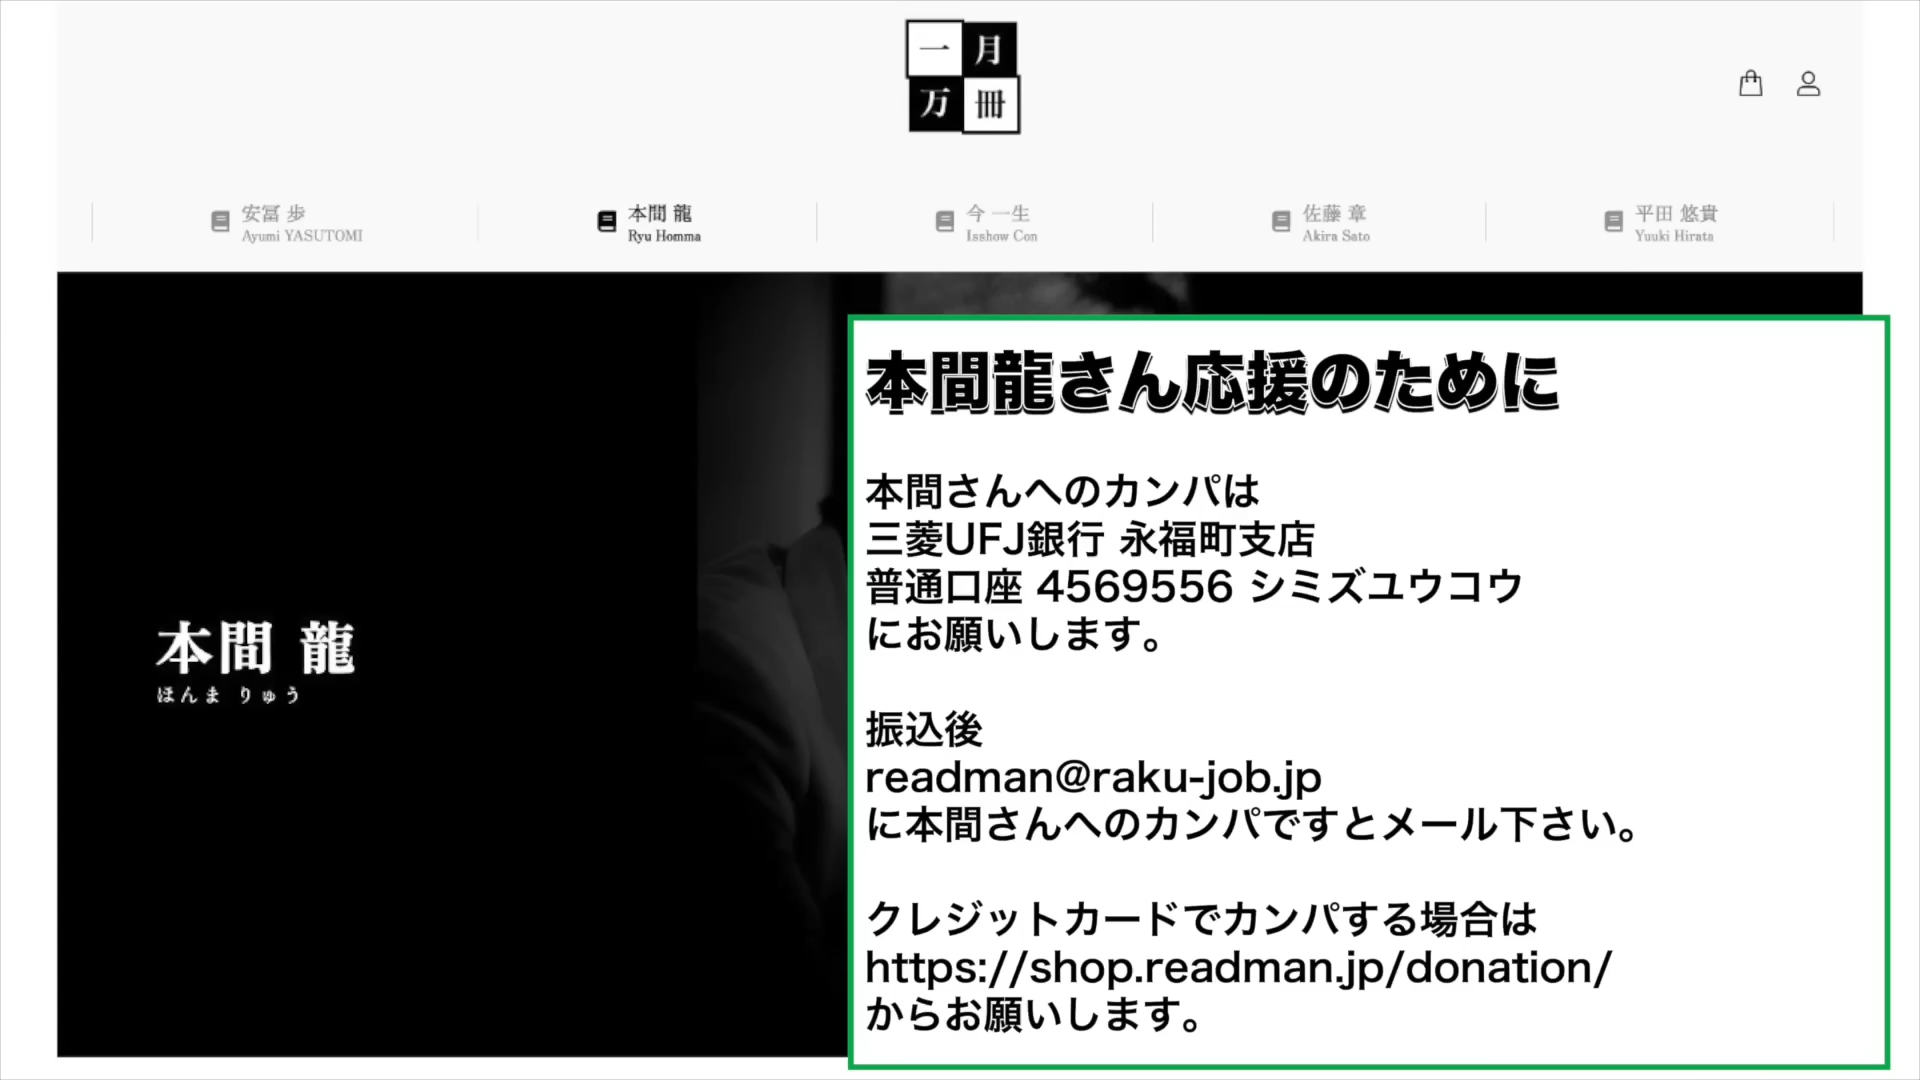 一月
万冊
安冨 歩
Ayumi YASUTOMI
本間 龍
Ryu Homma
今 一生
Isshow Con
佐藤 章
Akira Sato
平田 悠貴
Yuuki Hirata
本間 龍
ほんま りゅう
本間龍さん応援のために
本間さんへのカンパは
三菱UFJ銀行 永福町支店
普通口座 4569556 シミズユウコウ
にお願いします。
振込後
readman@raku-job.jp
に本間さんへのカンパですとメール下さい。
クレジットカードでカンパする場合は
https://shop.readman.jp/donation/
からお願いします。